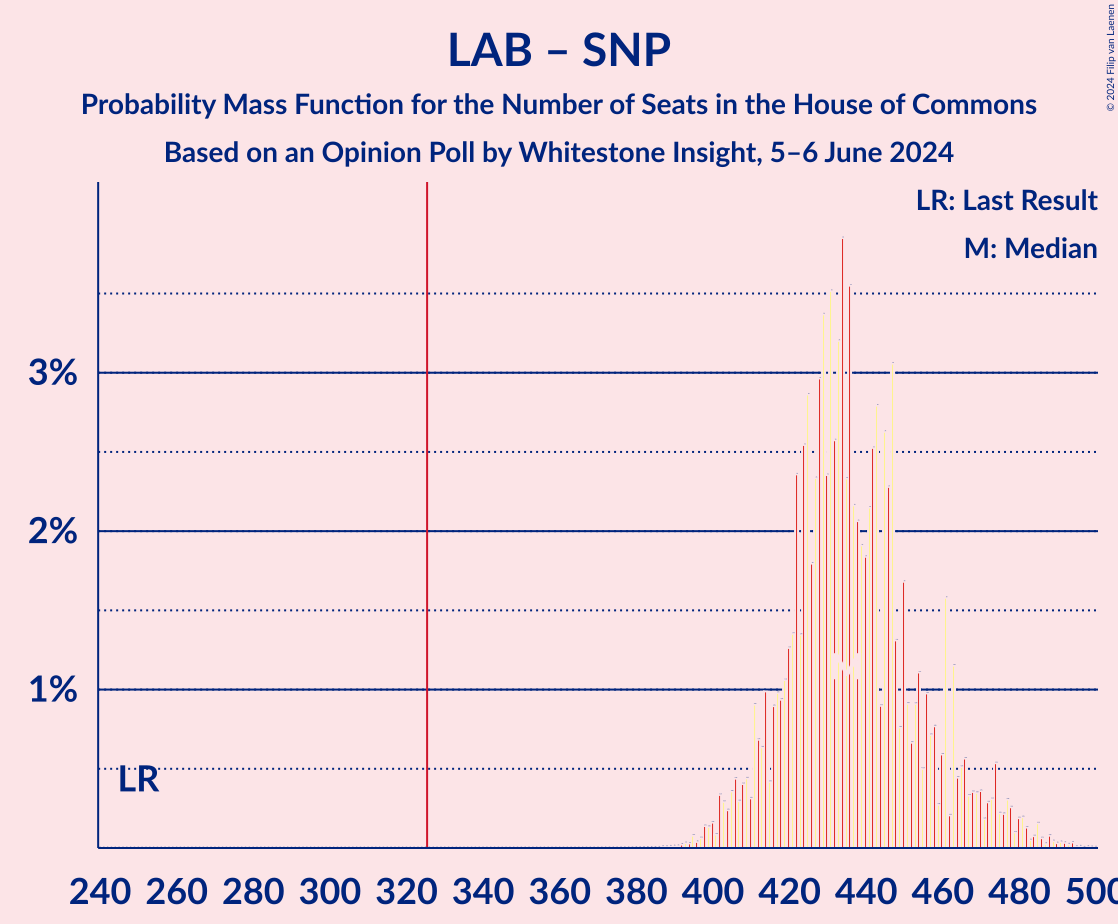 LAB – SNP
Probability Mass Function for the Number of Seats in the House of Commons
Based on an Opinion Poll by Whitestone Insight, 5–6 June 2024
© 2024 Filip van Laenen
LR: Last Result
M: Median
3%
2%
1%
LR
M
240 260 280 300 320 340 360 380 400 420 440 460 480 500